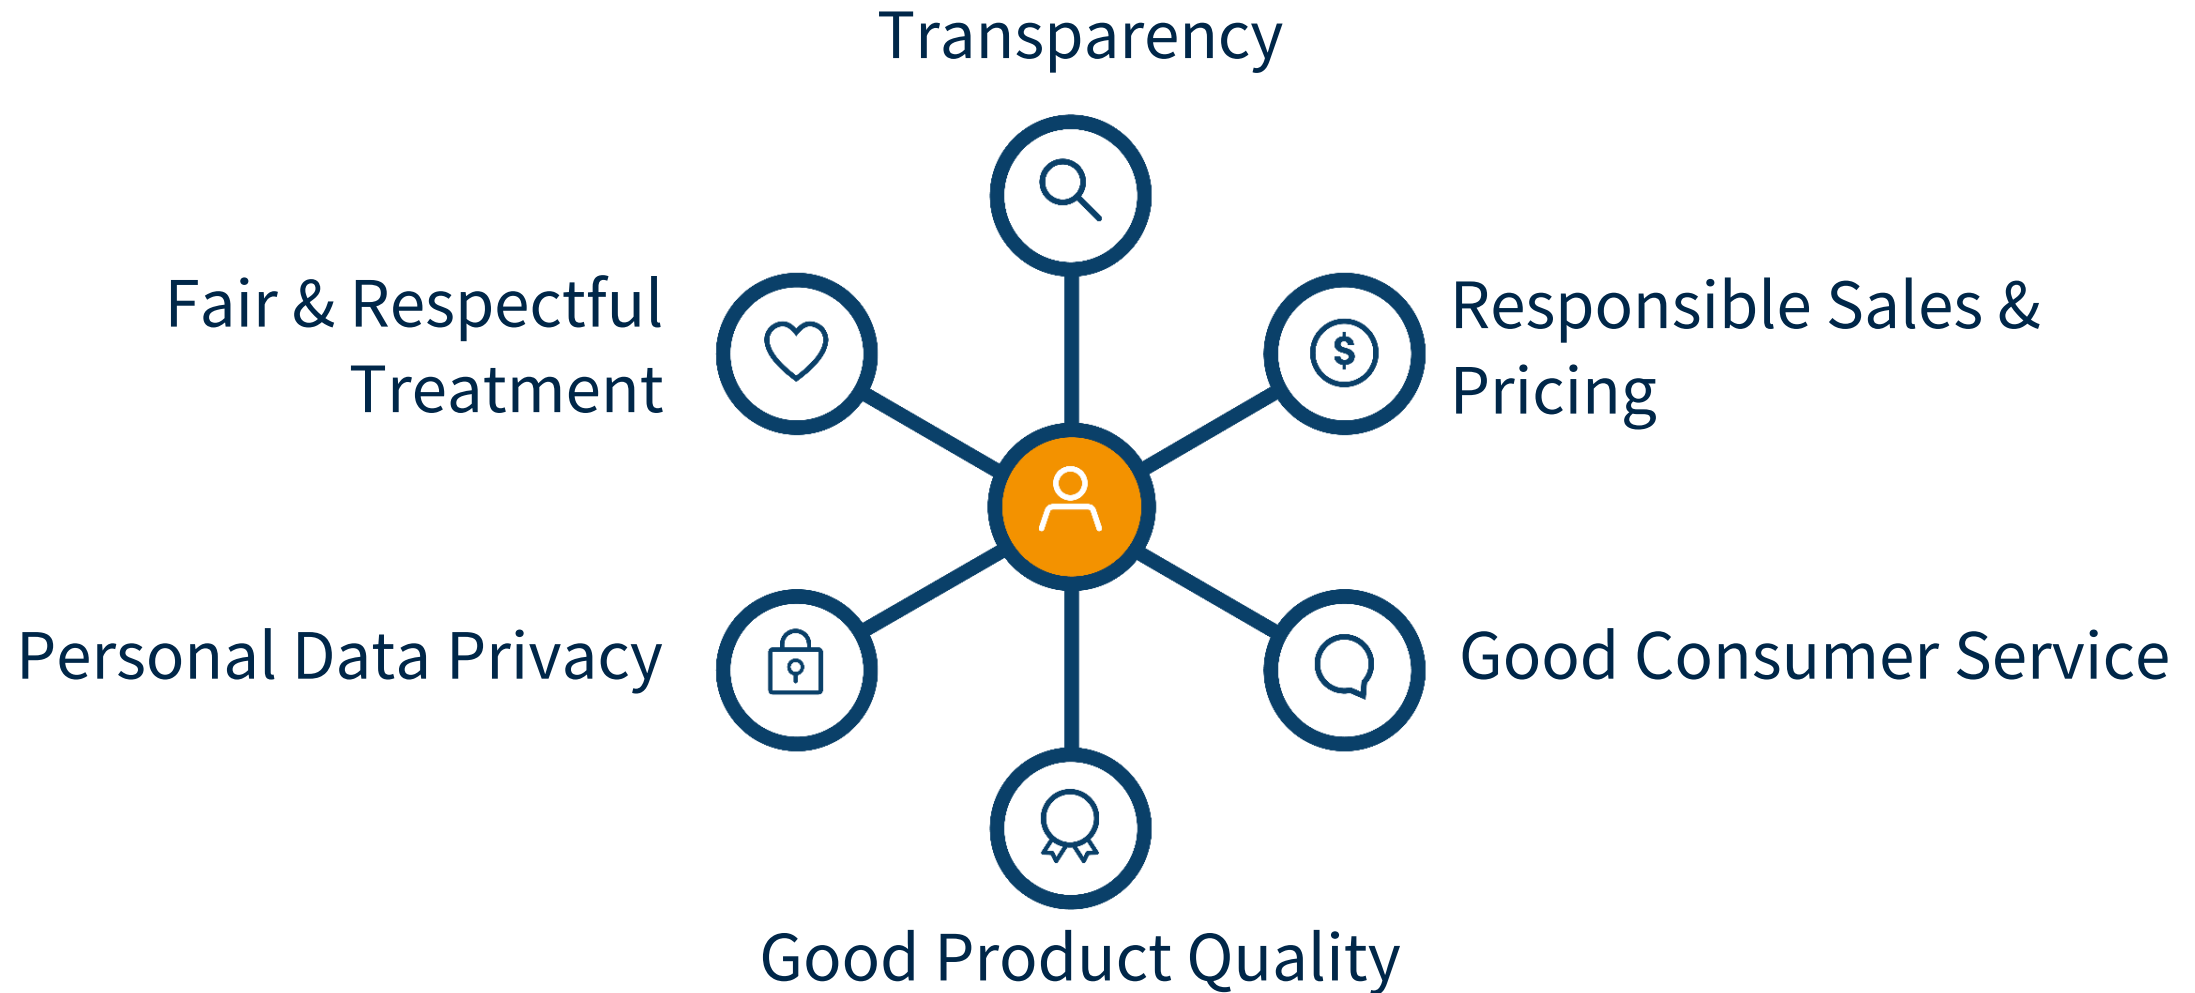 Transparency
Fair & Respectful
Treatment
Responsible Sales &
Pricing
$
Personal Data Privacy
Good Consumer Service
Good Product Quality